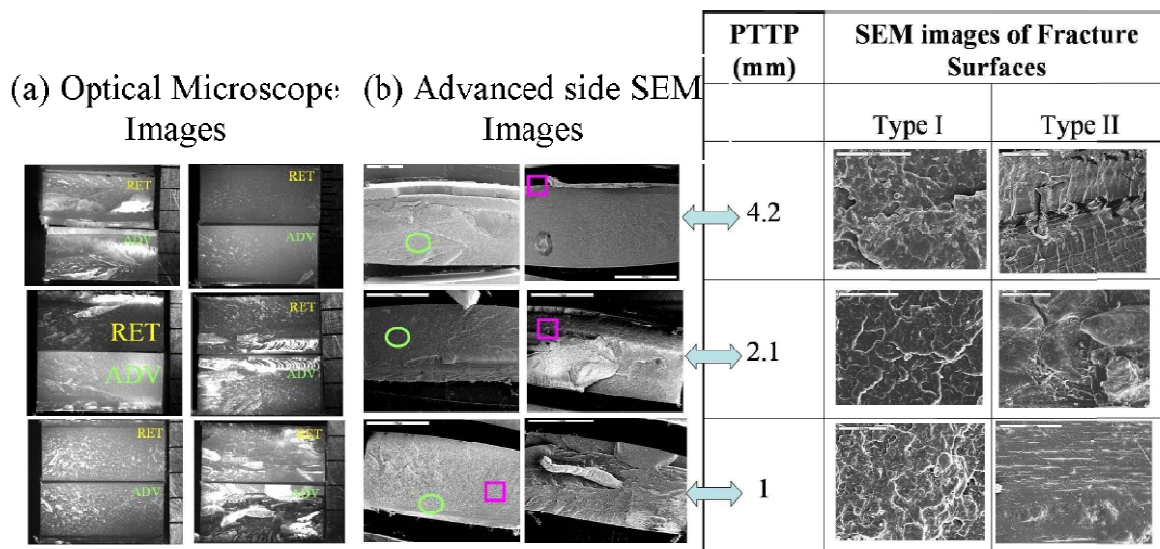 (a) Optical Microscope
Images
(b) Advanced side SEM
Images
PTTP
(mm)
SEM images of Fracture
Surfaces
Type I
Type II
RET
ADV
RET
ADV
4.2
RET
ADV
RET
ADV
2.1
RET
ADV
RET
ADV
1